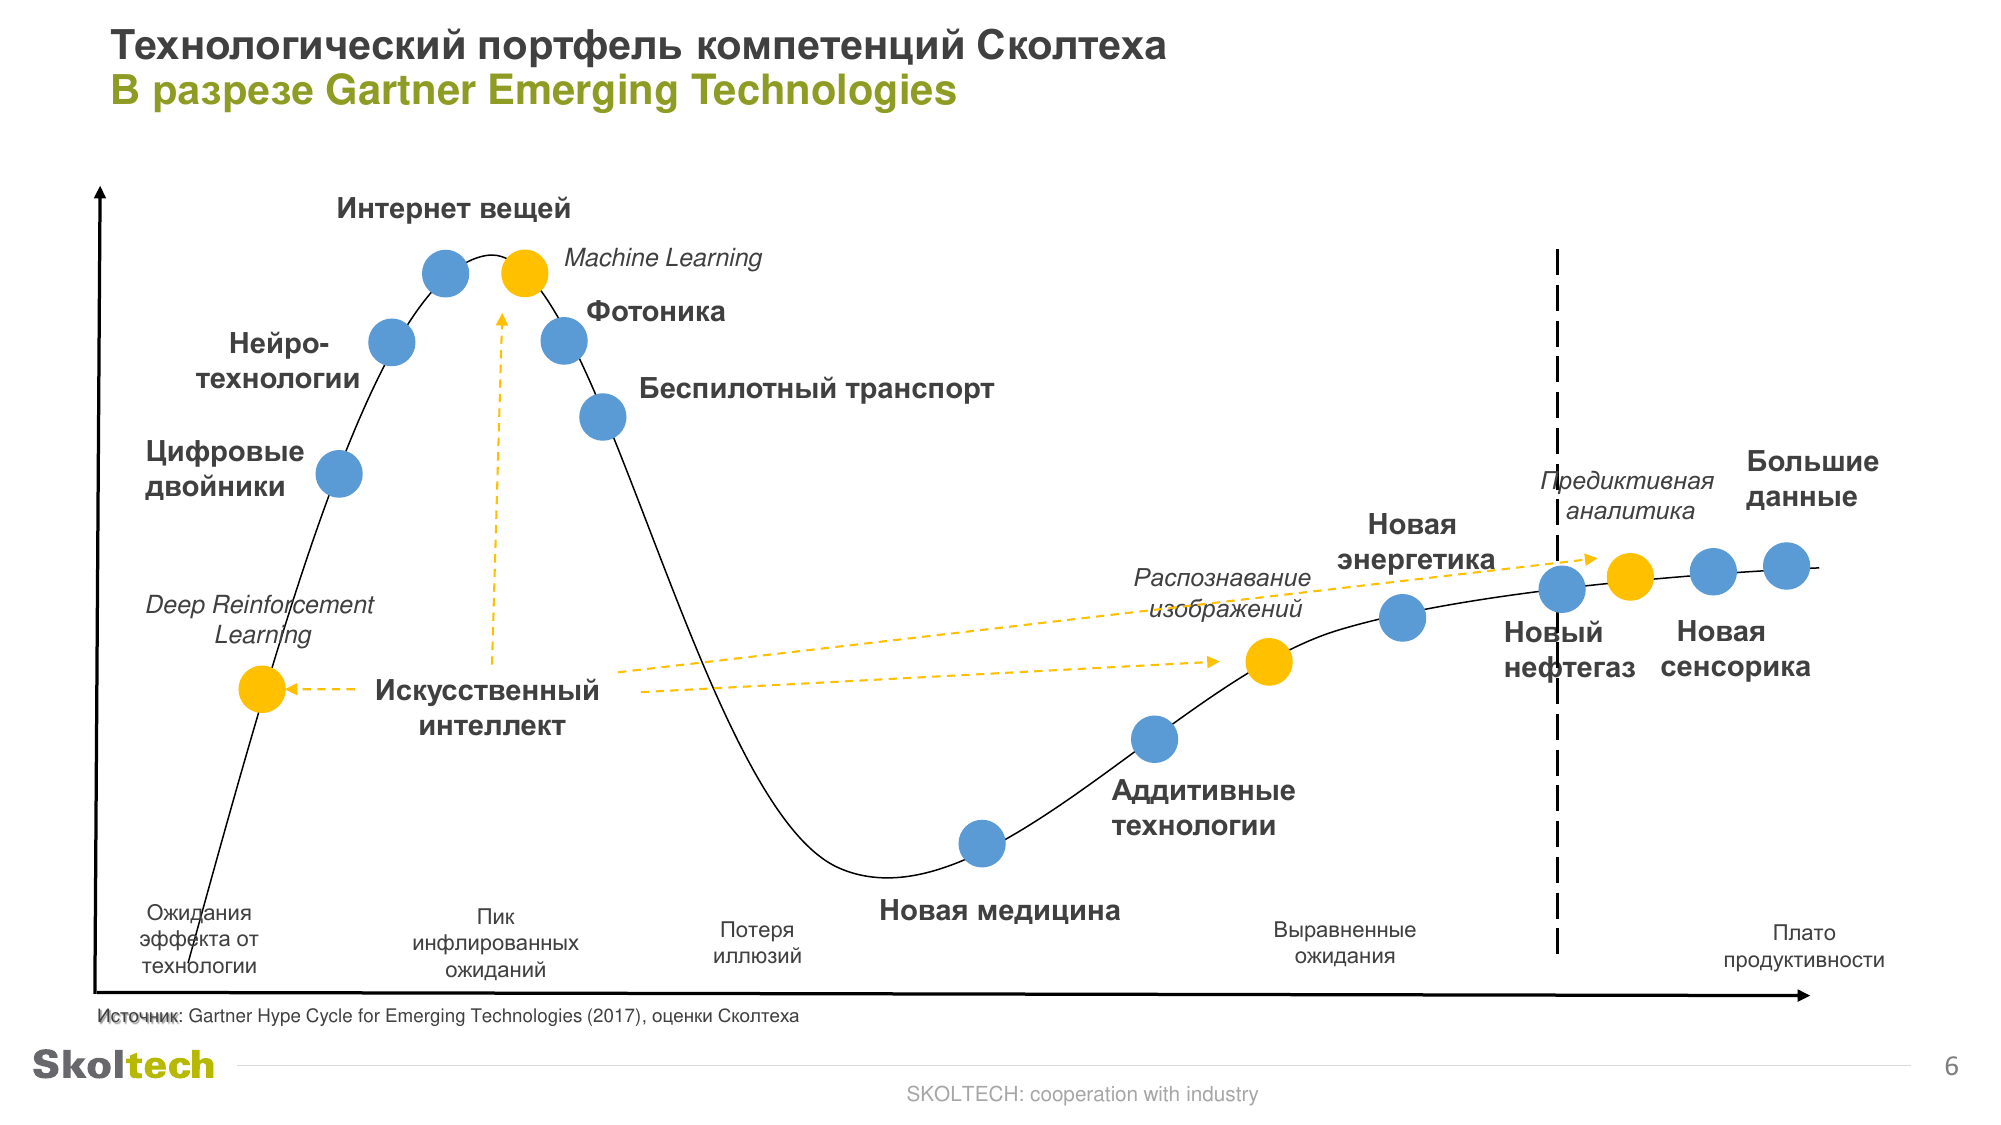 Технологический портфель компетенций Сколтеха
В разрезе Gartner Emerging Technologies
Интернет вещей
Machine Learning
Фотоника
Нейро-
технологии
Беспилотный транспорт
Цифровые
двойники
Большие
данные
Предиктивная
аналитика
Новая
энергетика
Распознавание
изображений
Deep Reinforcement
Learning
Новый
нефтегаз
Новая
сенсорика
Искусственный
интеллект
Аддитивные
технологии
Новая медицина
Ожидания
эффекта от
технологии
Пик
инфлированных
ожиданий
Потеря
иллюзий
Выравненные
ожидания
Плато
продуктивности
Источник: Gartner Hype Cycle for Emerging Technologies (2017), оценки Сколтеха
Skoltech
6
SKOLTECH: cooperation with industry